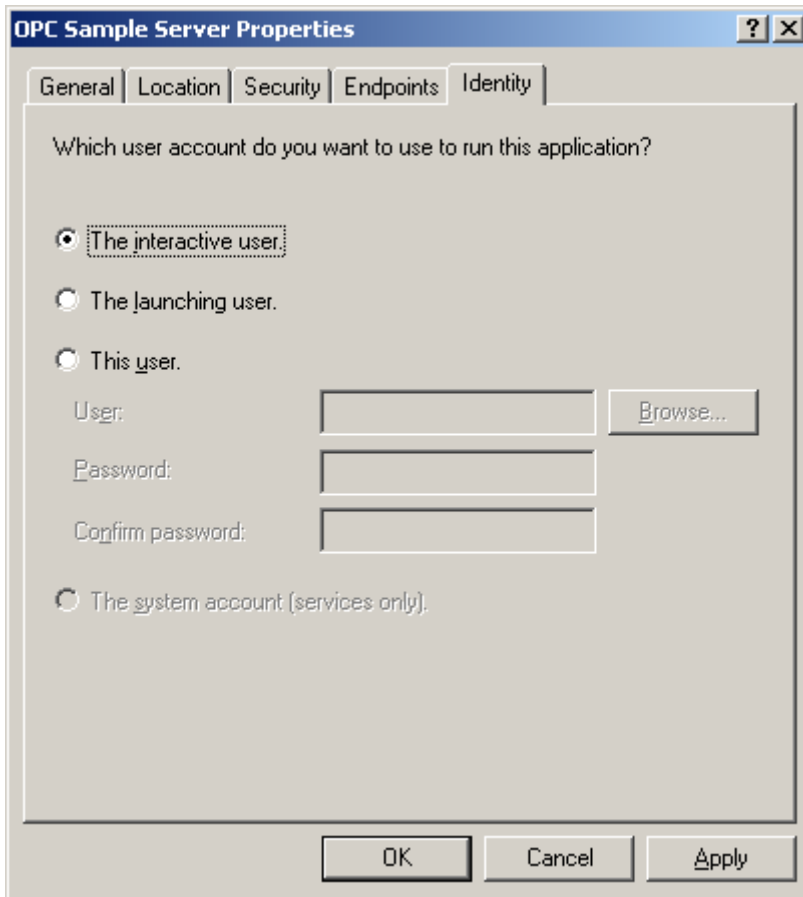 OPC Sample Server Properties
General Location Security Endpoints Identity
Which user account do you want to use to run this application?
The interactive user.
The launching user.
This user.
User: Browse...
Password:
Confirm password:
The system account (services only).
OK Cancel Apply